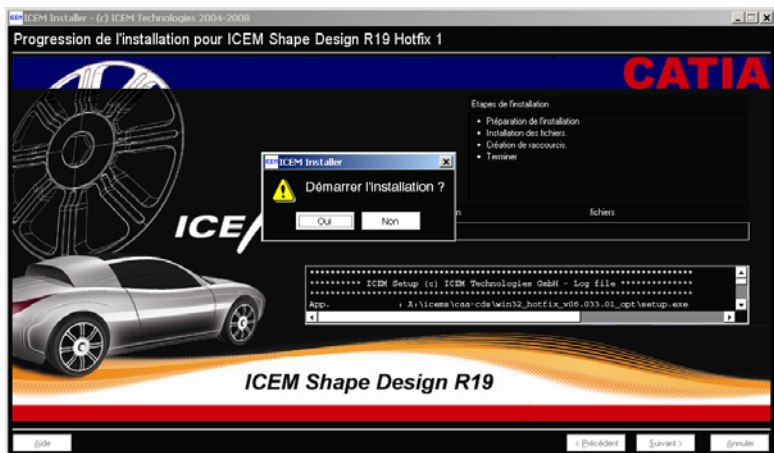 ICEM Installer - (c) ICEM Technologies 2004-2008
Progression de l'installation pour ICEM Shape Design R19 Hotfix 1
CATIA
Étapes de l'installation
• Préparation de l'installation
• Installation des fichiers.
• Création de raccourcis.
• Terminer
ICEM Installer
Démarrer l'installation ?
Oui
Non
n
fichiers
ICE
****************************************************************
********** ICEM Setup (c) ICEM Technologies GmbH - Log file **************
****************************************************************
App. : X:\icems\caa-cds\win32_hotfix_v06.033.01_opt\setup.exe
ICEM Shape Design R19
Aide
< Précédent
Suivant >
Annuler